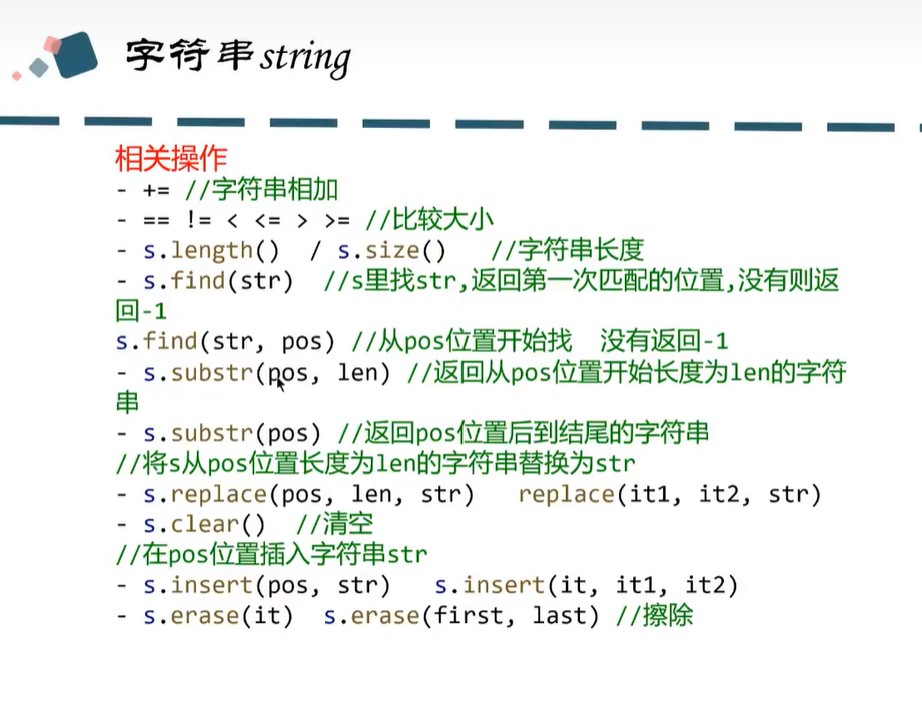 字符串string
相关操作
- += //字符串相加
- == != < <= > >= //比较大小
- s.length() / s.size() //字符串长度
- s.find(str) //s里找str,返回第一次匹配的位置,没有则返
回-1
s.find(str, pos) //从pos位置开始找 没有返回-1
- s.substr(pos, len) //返回从pos位置开始长度为len的字符
串
- s.substr(pos) //返回pos位置后到结尾的字符串
//将s从pos位置长度为len的字符串替换为str
- s.replace(pos, len, str) replace(it1, it2, str)
- s.clear() //清空
//在pos位置插入字符串str
- s.insert(pos, str) s.insert(it, it1, it2)
- s.erase(it) s.erase(first, last) //擦除